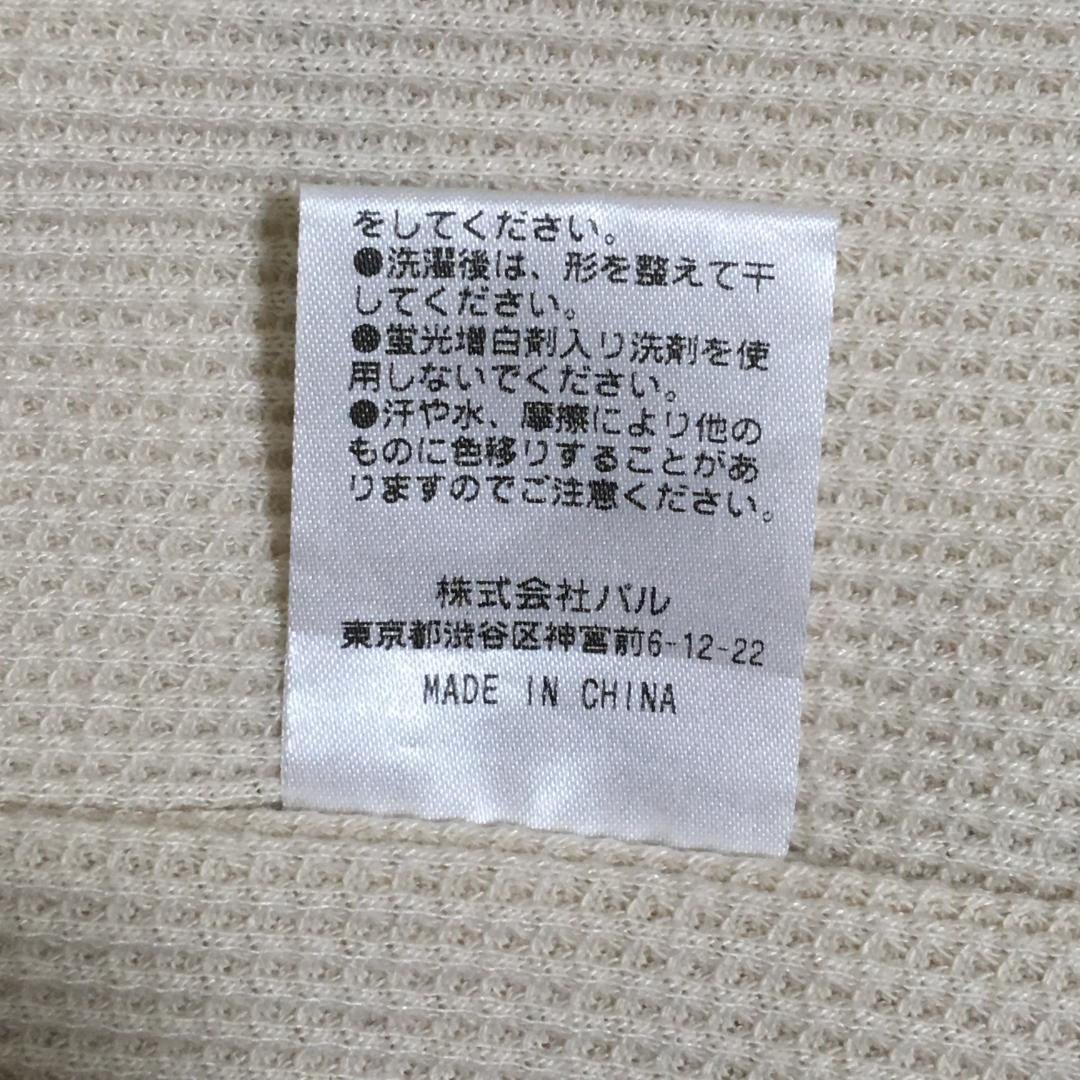 をしてください。
●洗濯後は、形を整えて干
してください。
●蛍光増白剤入り洗剤を使
用しないでください。
●汗や水、摩擦により他の
ものに色移りすることがあ
りますのでご注意ください。
株式会社パル
東京都渋谷区神宮前6-12-22
MADE IN CHINA